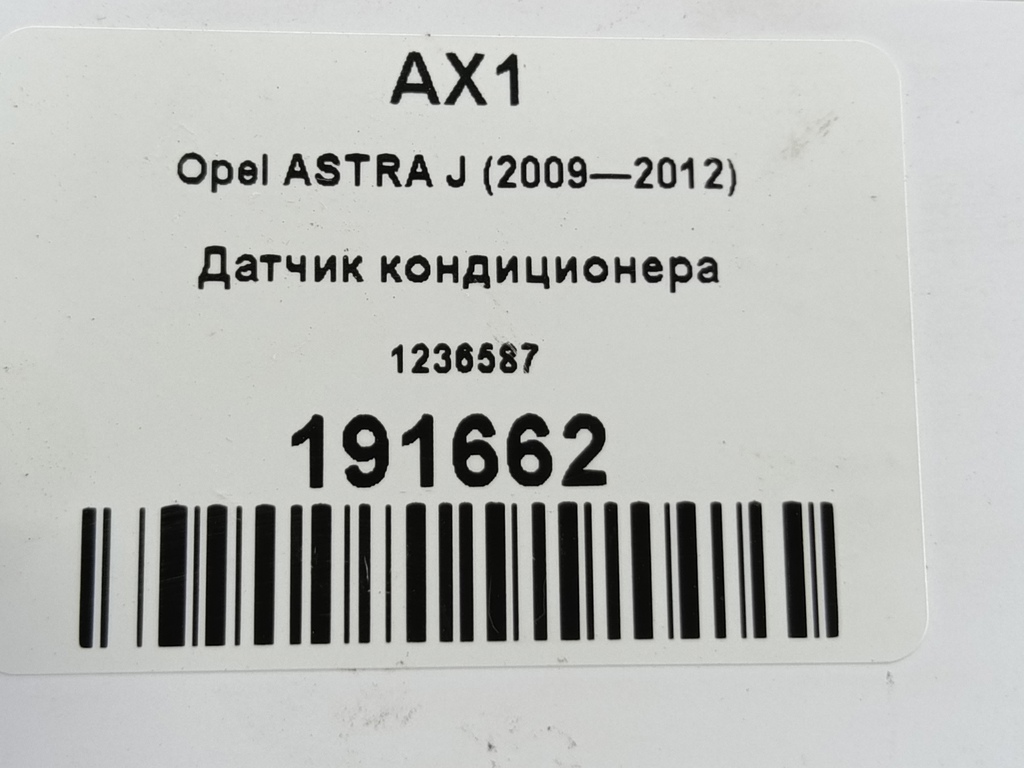 AX1
Opel ASTRA J (2009—2012)
Датчик кондиционера
1236587
191662